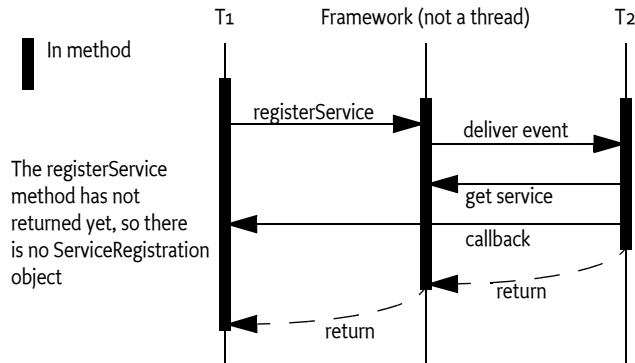 T1
Framework (not a thread)
T2
In method
registerService
deliver event
The registerService
method has not
returned yet, so there
is no ServiceRegistration
object
get service
callback
return
return